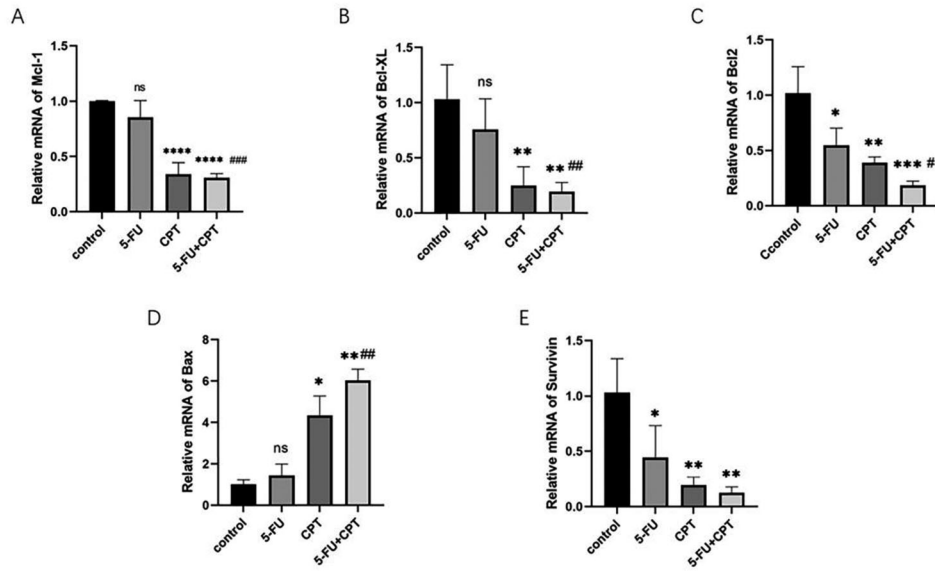 A
Relative mRNA of Mcl-1
1.5
1.0
0.5
0.0
ns
****
**** ###
control
5-FU
CPT
5-FU+CPT
B
Relative mRNA of Bcl-XL
1.5
1.0
0.5
0.0
ns
**
** ##
control
5-FU
CPT
5-FU+CPT
C
Relative mRNA of Bcl2
1.5
1.0
0.5
0.0
*
**
*** #
Ccontrol
5-FU
CPT
5-FU+CPT
D
Relative mRNA of Bax
8
6
4
2
0
ns
*
**##
control
5-FU
CPT
5-FU+CPT
E
Relative mRNA of Survivin
1.5
1.0
0.5
0.0
*
**
**
control
5-FU
CPT
5-FU+CPT